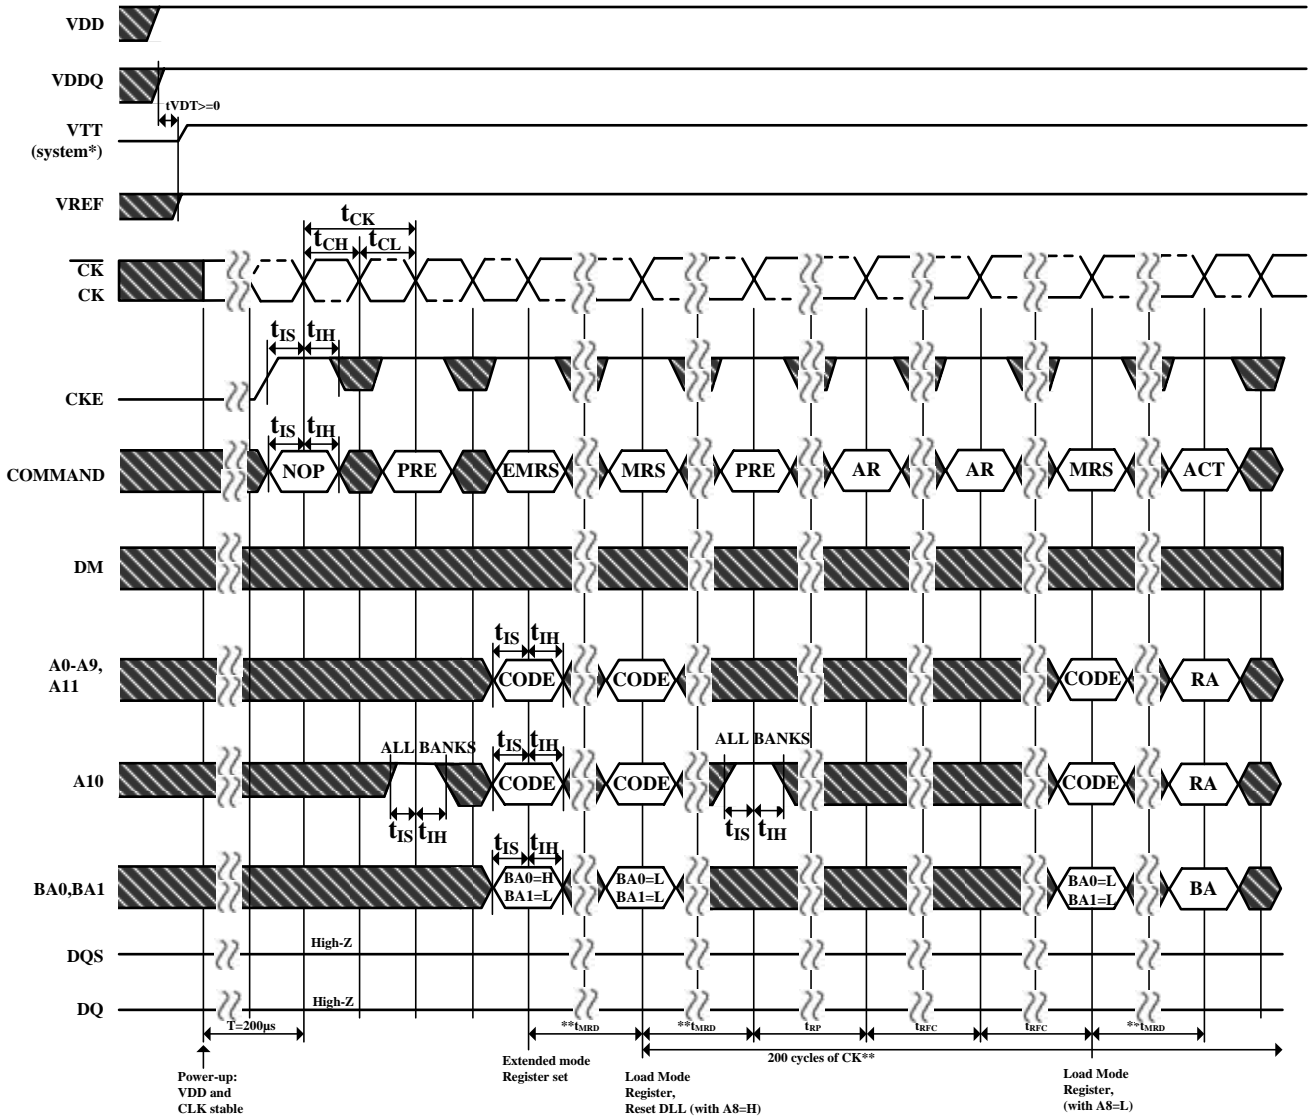 VDD
VDDQ
tVDT>=0
VTT
(system*)
VREF
tCK
tCH tCL
CK
CK
tIS tIH
CKE
tIS tIH
COMMAND NOP PRE EMRS MRS PRE AR AR MRS ACT
DM
tIS tIH
A0-A9,
A11
CODE CODE CODE RA
ALL BANKS tIS tIH ALL BANKS
A10 CODE CODE CODE RA
tIS tIH tIS tIH
tIS tIH
BA0,BA1
BA0=H
BA1=L
BA0=L
BA1=L
BA0=L
BA1=L
BA
High-Z
DQS
High-Z
DQ
T=200µs **tMRD **tMRD tRP tRFC tRFC **tMRD
200 cycles of CK**
Power-up:
VDD and
CLK stable
Extended mode
Register set
Load Mode
Register,
Reset DLL (with A8=H)
Load Mode
Register,
(with A8=L)